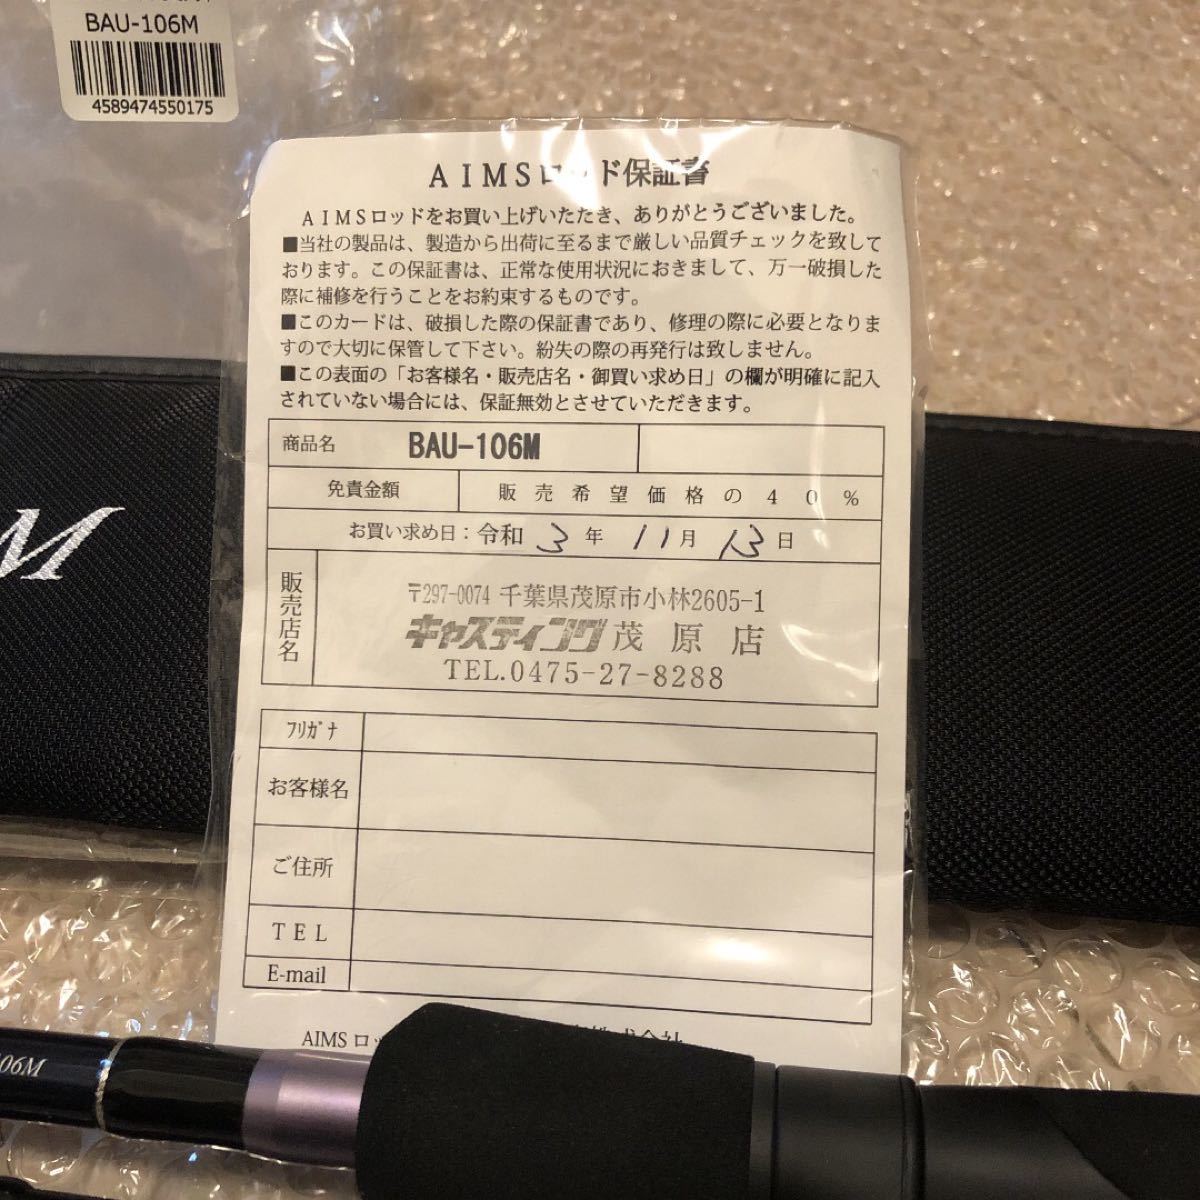 BAU-106M
4589474550175
AIMSロッド保証書
AIMSロッドをお買い上げいただき、ありがとうございました。
■当社の製品は、製造から出荷に至るまで厳しい品質チェックを致して
おります。この保証書は、正常な使用状況におきまして、万一破損した
際に補修を行うことをお約束するものです。
■このカードは、破損した際の保証書であり、修理の際に必要となりま
すので大切に保管して下さい。紛失の際の再発行は致しません。
■この表面の「お客様名・販売店名・御買い求め日」の欄が明確に記入
されていない場合には、保証無効とさせていただきます。
商品名 BAU-106M
免責金額 販売希望価格の40%
お買い求め日:令和 3 年 11 月 13 日
販売店名
〒297-0074 千葉県茂原市小林2605-1
キャスティング茂原店
TEL.0475-27-8288
フリガナ
お客様名
ご住所
TEL
E-mail
AIMSロッ 株式会社
M
06M